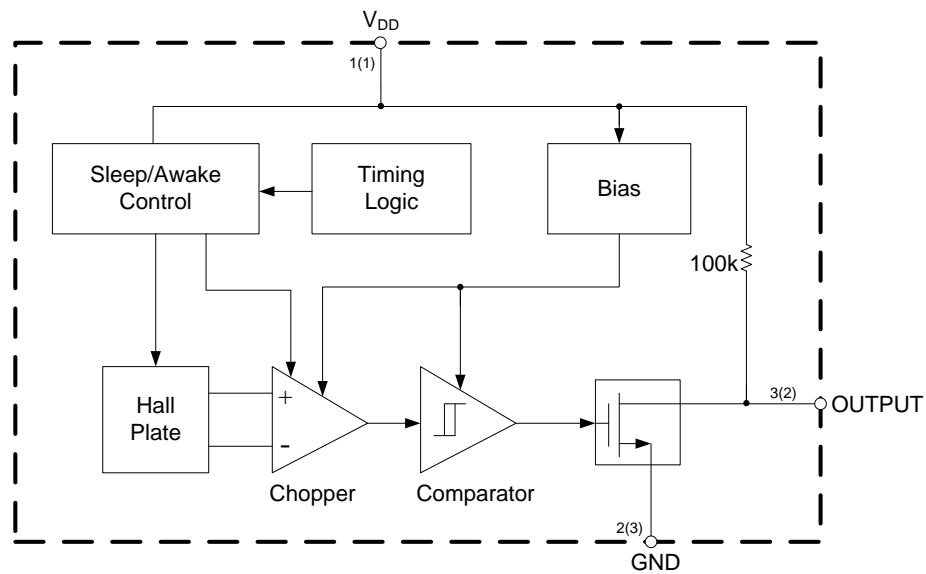 VDD
1(1)
Sleep/Awake
Control
Timing
Logic
Bias
100k
Hall
Plate
+
-
Chopper
Comparator
3(2)
OUTPUT
2(3)
GND